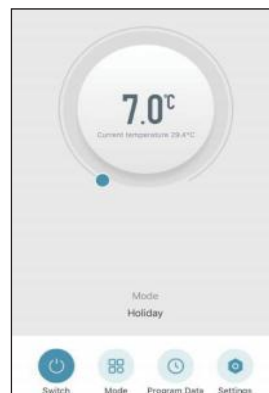 7.0℃
Current temperature 29.4°C
Mode
Holiday
Switch Mode Program Data Settings